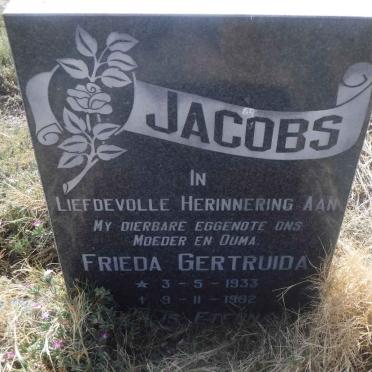 JACOBS
IN
LIEFDEVOLLE HERINNERING AAN
MY DIERBARE EGGENOTE ONS
MOEDER EN OUMA
FRIEDA GERTRUIDA
★ 3-5-1933
✝ 9-11-1992